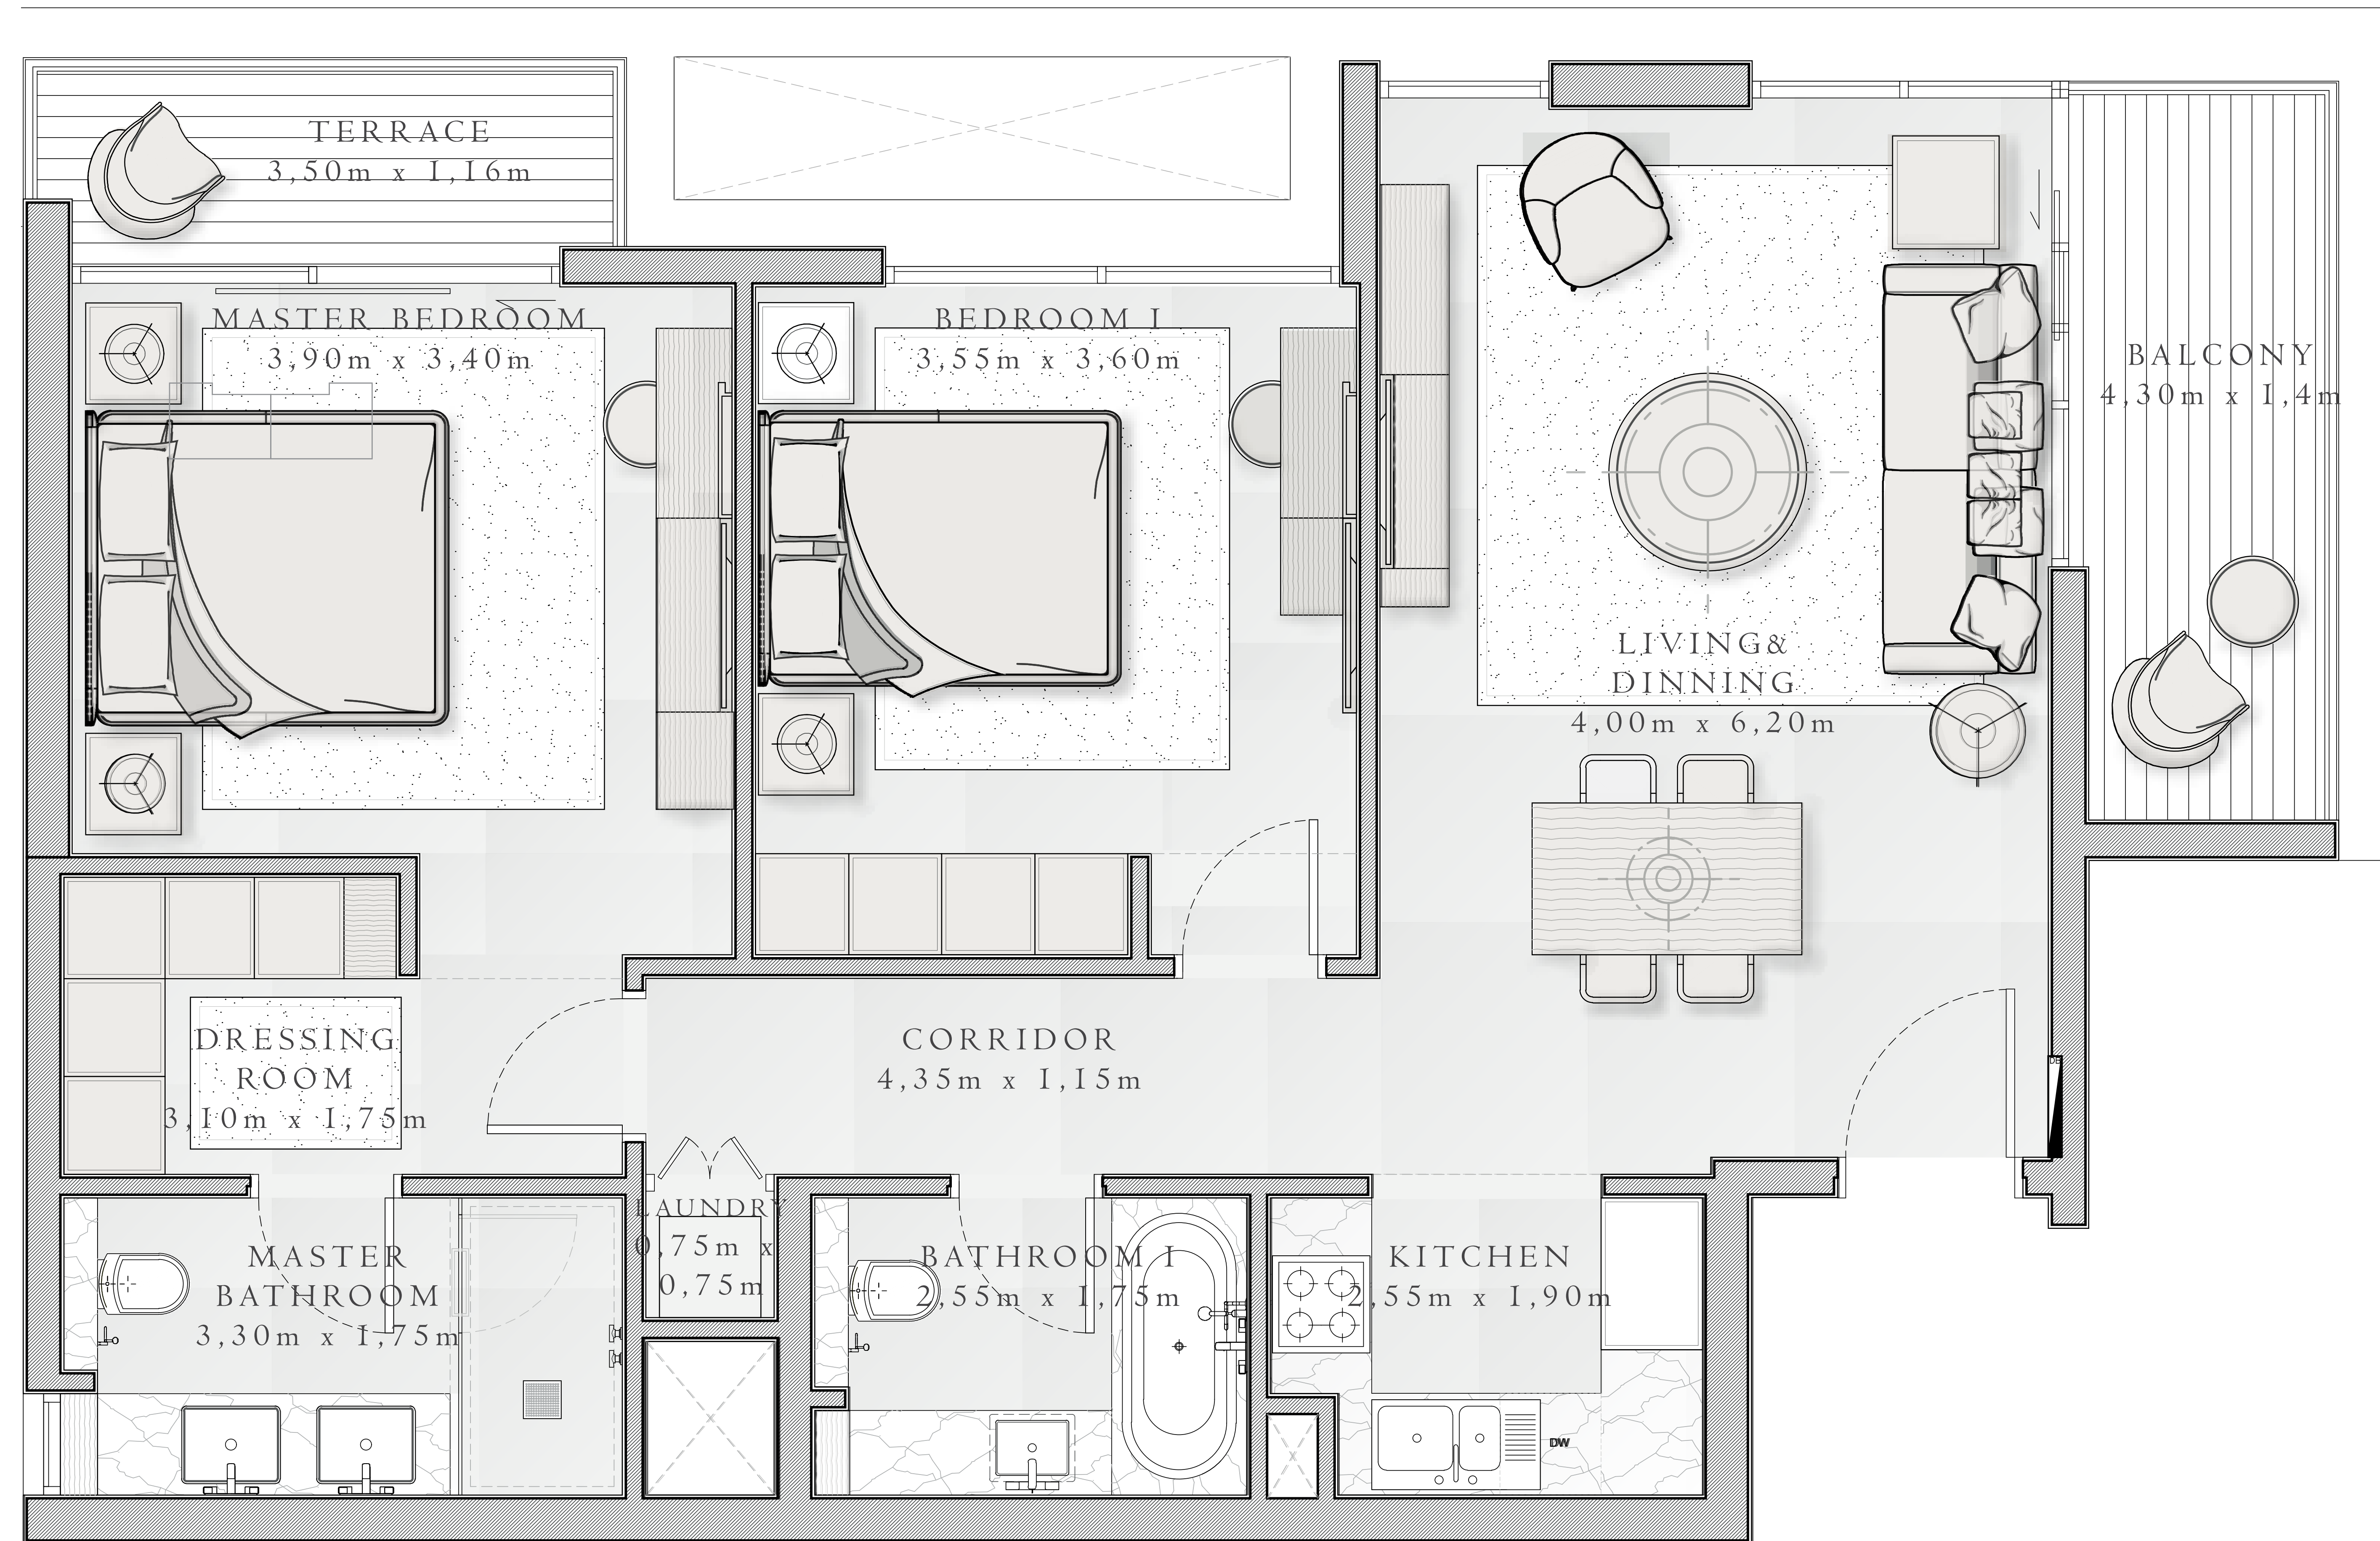 TERRACE
3,50m x 1,16m
MASTER BEDROOM
3,90m x 3,40m
BEDROOM I
3,55m x 3,60m
BALCONY
4,30m x 1,4m
LIVING&
DINNING
4,00m x 6,20m
DRESSING
ROOM
3,10m x 1,75m
CORRIDOR
4,35m x 1,15m
LAUNDRY
0,75m x
0,75m
MASTER
BATHROOM
3,30m x 1,75m
BATHROOM I
2,55m x 1,75m
KITCHEN
2,55m x 1,90m
DW